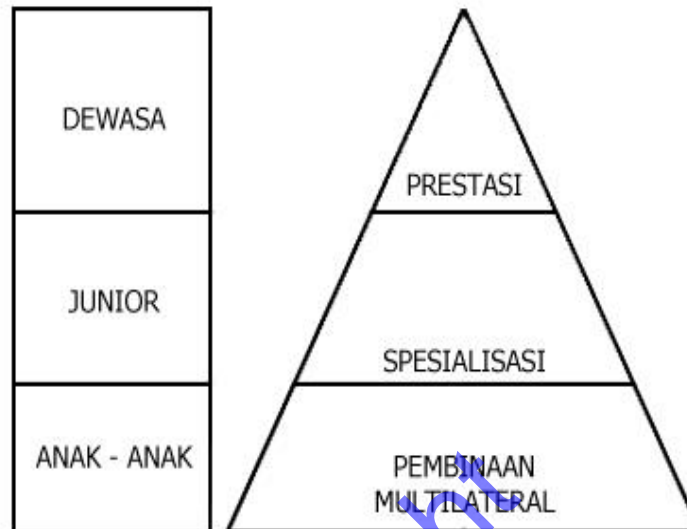 DEWASA
PRESTASI
JUNIOR
SPESIALISASI
ANAK - ANAK
PEMBINAAN
MULTILATERAL